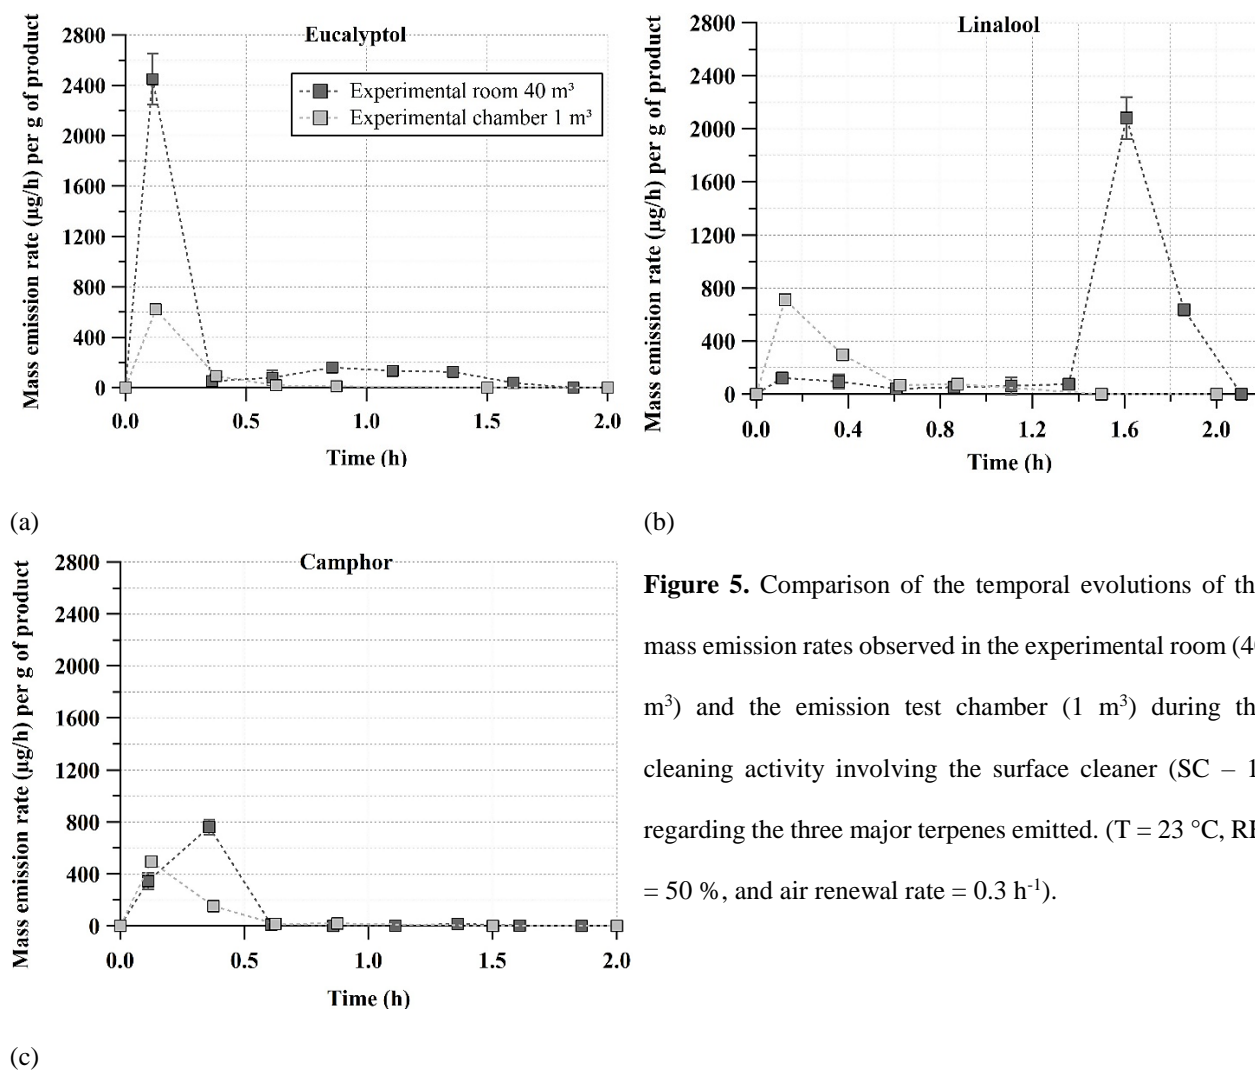 Eucalyptol
Mass emission rate (µg/h) per g of product
2800
2400
2000
1600
1200
800
400
0
Experimental room 40 m³
Experimental chamber 1 m³
0.0 0.5 1.0 1.5 2.0
Time (h)
(a)
Linalool
Mass emission rate (µg/h) per g of product
2800
2400
2000
1600
1200
800
400
0
0.0 0.4 0.8 1.2 1.6 2.0
Time (h)
(b)
Camphor
Mass emission rate (µg/h) per g of product
2800
2400
2000
1600
1200
800
400
0
0.0 0.5 1.0 1.5 2.0
Time (h)
(c)
Figure 5. Comparison of the temporal evolutions of
mass emission rates observed in the experimental room
m³) and the emission test chamber (1 m³) during
cleaning activity involving the surface cleaner (SC – 1
regarding the three major terpenes emitted. (T = 23 °C,
= 50 %, and air renewal rate = 0.3 h⁻¹).